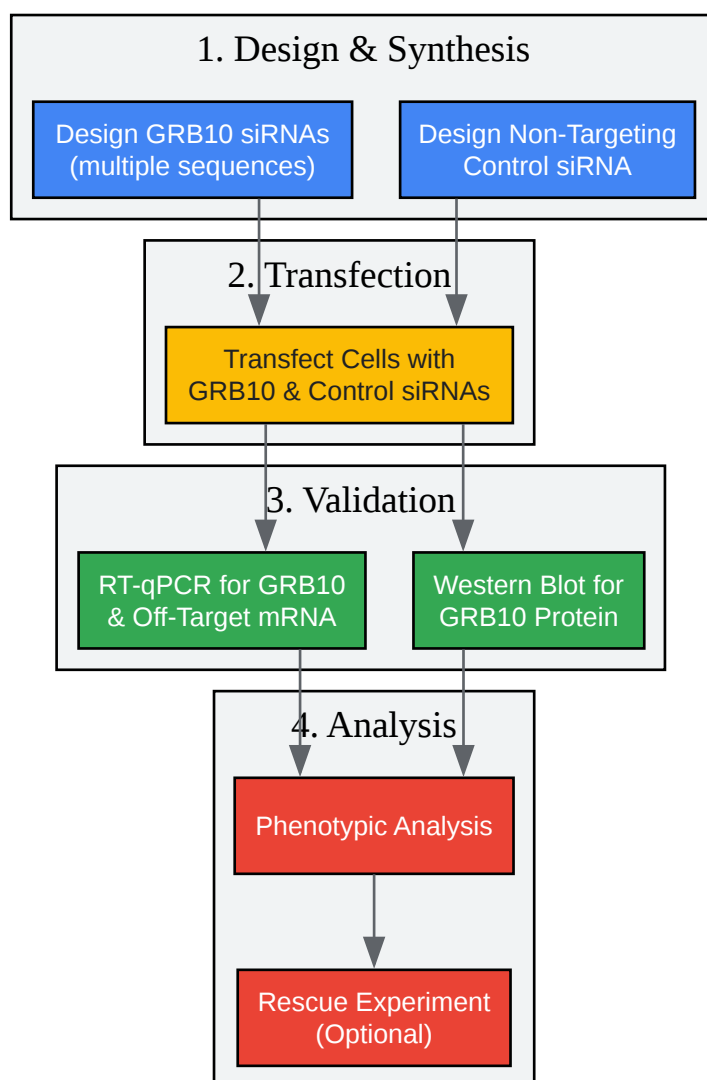 1. Design & Synthesis
Design GRB10 siRNAs
(multiple sequences)
Design Non-Targeting
Control siRNA
2. Transfection
Transfect Cells with
GRB10 & Control siRNAs
3. Validation
RT-qPCR for GRB10
& Off-Target mRNA
Western Blot for
GRB10 Protein
4. Analysis
Phenotypic Analysis
Rescue Experiment
(Optional)